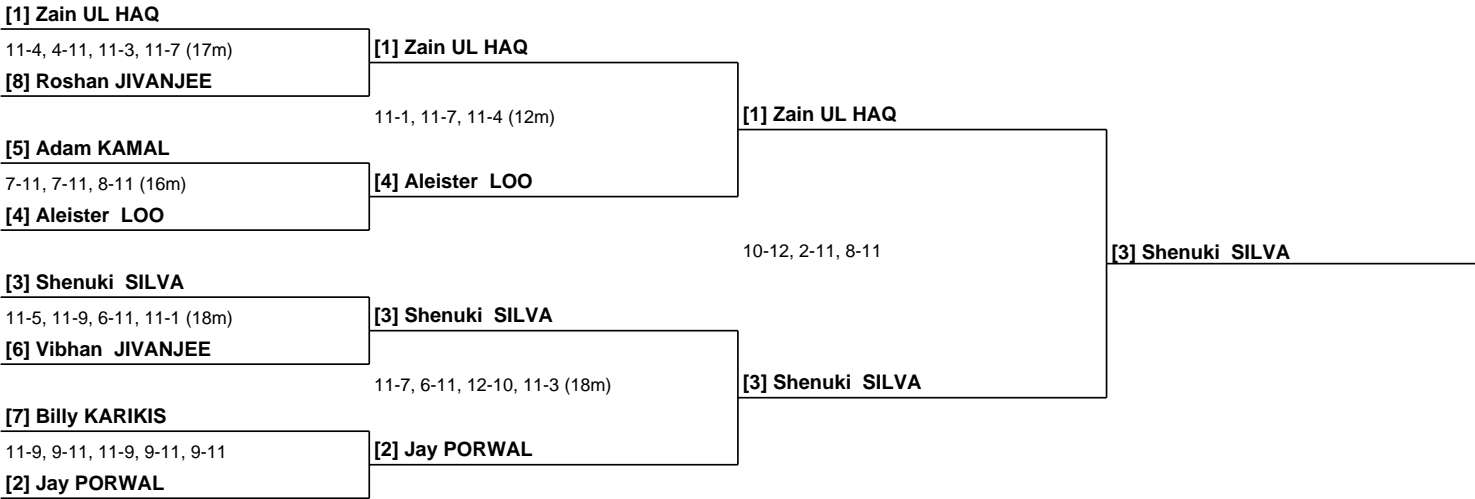 [1] Zain UL HAQ
11-4, 4-11, 11-3, 11-7 (17m)
[8] Roshan JIVANJEE
[5] Adam KAMAL
7-11, 7-11, 8-11 (16m)
[4] Aleister  LOO
[3] Shenuki  SILVA
11-5, 11-9, 6-11, 11-1 (18m)
[6] Vibhan  JIVANJEE
[7] Billy KARIKIS
11-9, 9-11, 11-9, 9-11, 9-11
[2] Jay PORWAL
[1] Zain UL HAQ
11-1, 11-7, 11-4 (12m)
[4] Aleister  LOO
[3] Shenuki  SILVA
11-7, 6-11, 12-10, 11-3 (18m)
[2] Jay PORWAL
[1] Zain UL HAQ
10-12, 2-11, 8-11
[3] Shenuki  SILVA
[3] Shenuki  SILVA